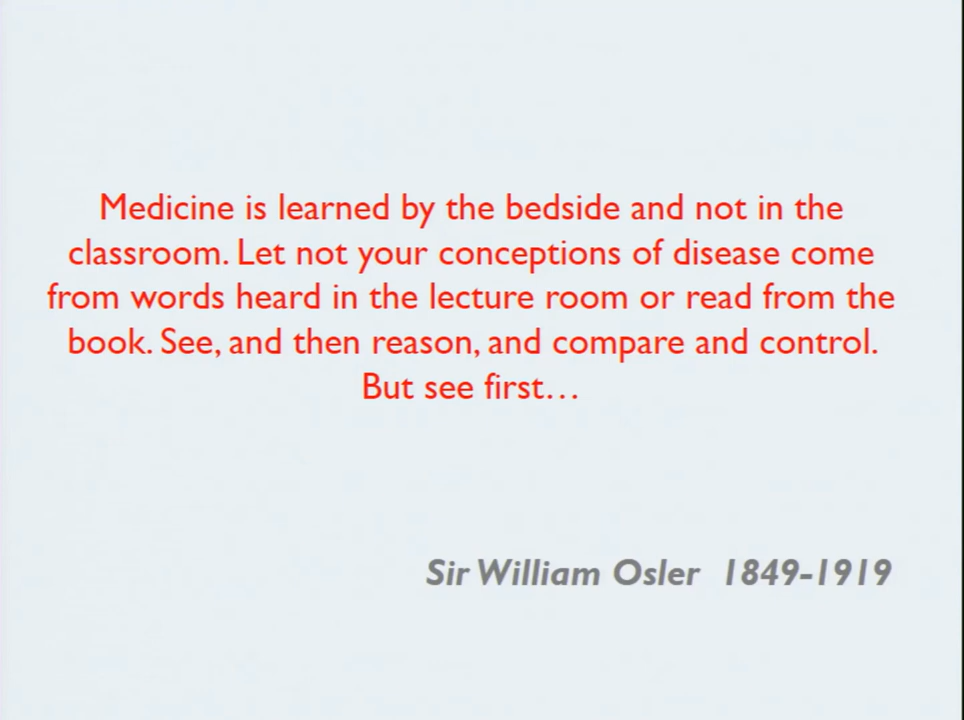 Medicine is learned by the bedside and not in the
classroom. Let not your conceptions of disease come
from words heard in the lecture room or read from the
book. See, and then reason, and compare and control.
But see first…
Sir William Osler 1849-1919